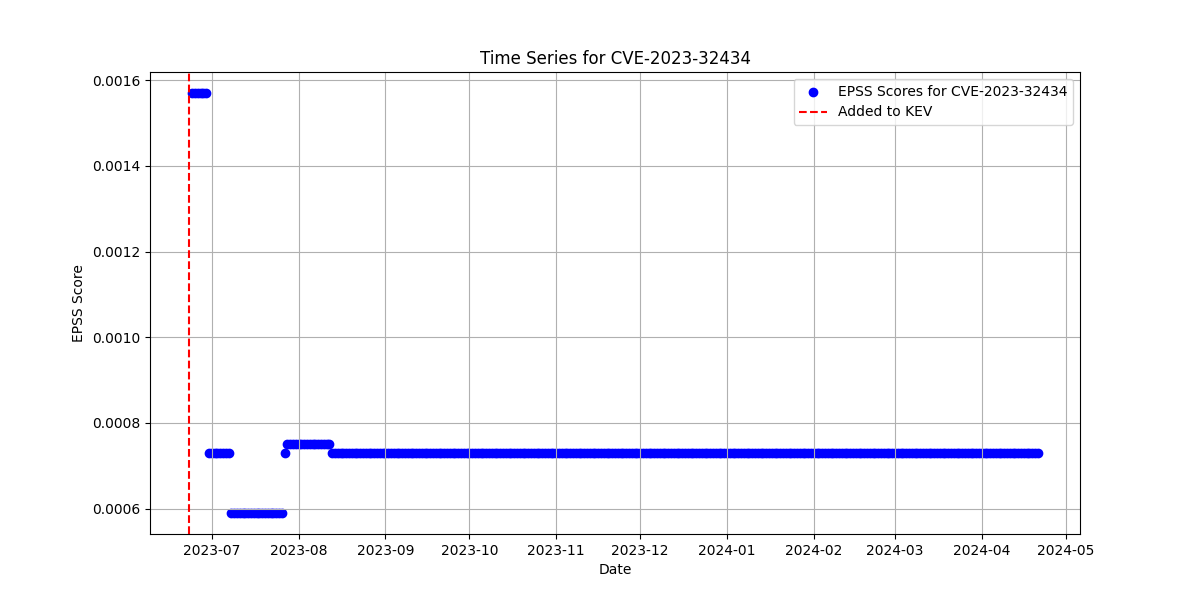 Time Series for CVE-2023-32434
EPSS Scores for CVE-2023-32434
Added to KEV
EPSS Score
0.0016
0.0014
0.0012
0.0010
0.0008
0.0006
2023-07 2023-08 2023-09 2023-10 2023-11 2023-12 2024-01 2024-02 2024-03 2024-04 2024-05
Date